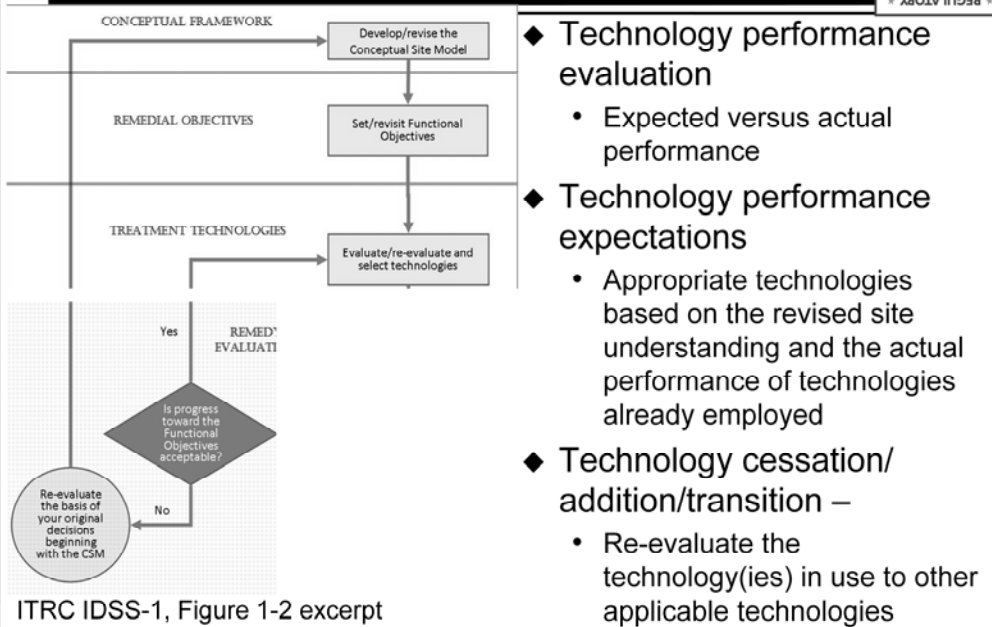 REGULATORY
CONCEPTUAL FRAMEWORK
Develop/revise the
Conceptual Site Model
REMEDIAL OBJECTIVES
Set/revisit Functional
Objectives
TREATMENT TECHNOLOGIES
Evaluate/re-evaluate and
select technologies
Yes
REMEDY
EVALUATI
Is progress
toward the
Functional
Objectives
acceptable?
No
Re-evaluate
the basis of
your original
decisions
beginning
with the CSM
ITRC IDSS-1, Figure 1-2 excerpt
◆ Technology performance
evaluation
• Expected versus actual
performance
◆ Technology performance
expectations
• Appropriate technologies
based on the revised site
understanding and the actual
performance of technologies
already employed
◆ Technology cessation/
addition/transition –
• Re-evaluate the
technology(ies) in use to other
applicable technologies